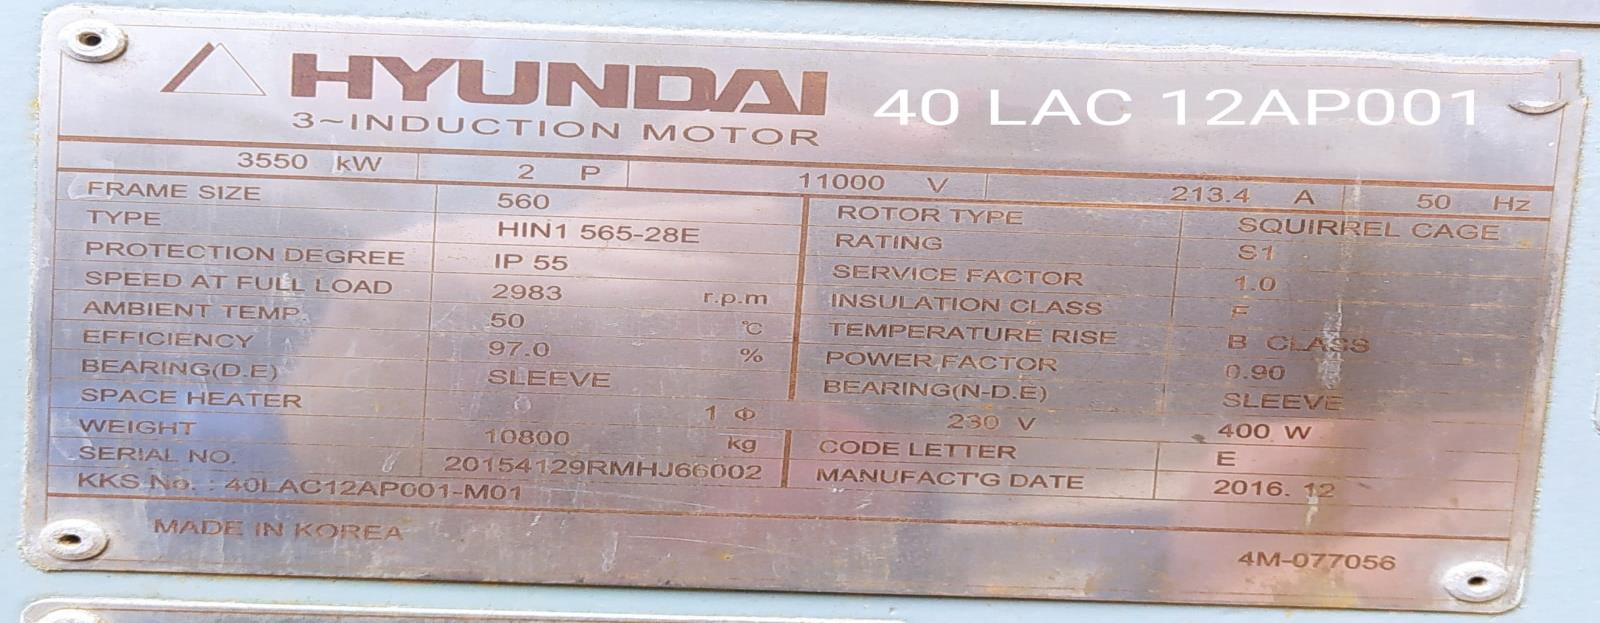 HYUNDAI
40 LAC 12AP001
3~INDUCTION MOTOR
3550 kW 2 P 11000 V 213.4 A 50 Hz
FRAME SIZE 560 ROTOR TYPE SQUIRREL CAGE
TYPE HIN1 565-28E RATING S1
PROTECTION DEGREE IP 55 SERVICE FACTOR 1.0
SPEED AT FULL LOAD 2983 r.p.m INSULATION CLASS F
AMBIENT TEMP. 50 ℃ TEMPERATURE RISE B CLASS
EFFICIENCY 97.0 % POWER FACTOR 0.90
BEARING(D.E) SLEEVE BEARING(N-D.E) SLEEVE
SPACE HEATER 1 Φ 230 V 400 W
WEIGHT 10800 kg CODE LETTER E
SERIAL NO. 20154129RMHJ66002 MANUFACT'G DATE 2016. 12
KKS No. : 40LAC12AP001-M01
MADE IN KOREA
4M-077056